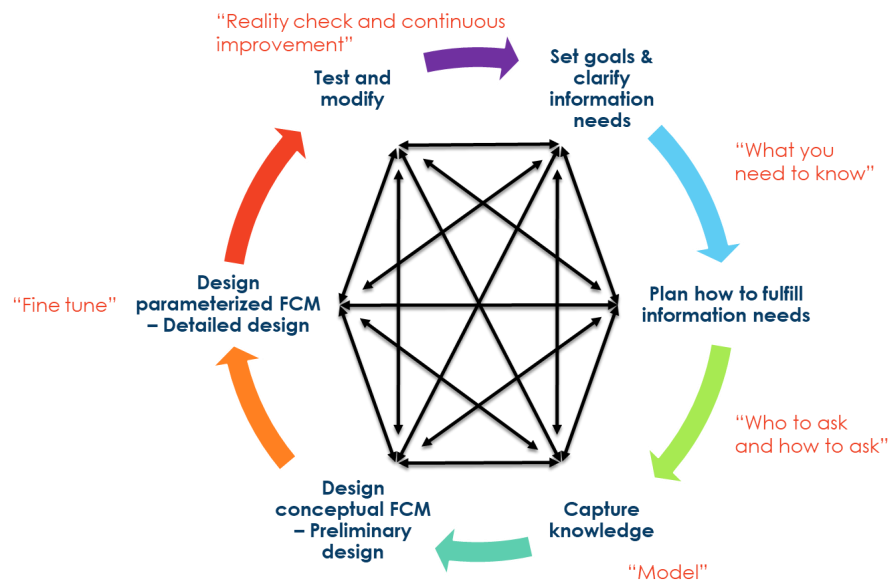 “Reality check and continuous
improvement”
Test and
modify
Set goals &
clarify
information
needs
“What you
need to know”
Plan how to fulfill
information needs
“Who to ask
and how to ask”
Capture
knowledge
“Model”
Design
conceptual FCM
– Preliminary
design
Design
parameterized FCM
– Detailed design
“Fine tune”